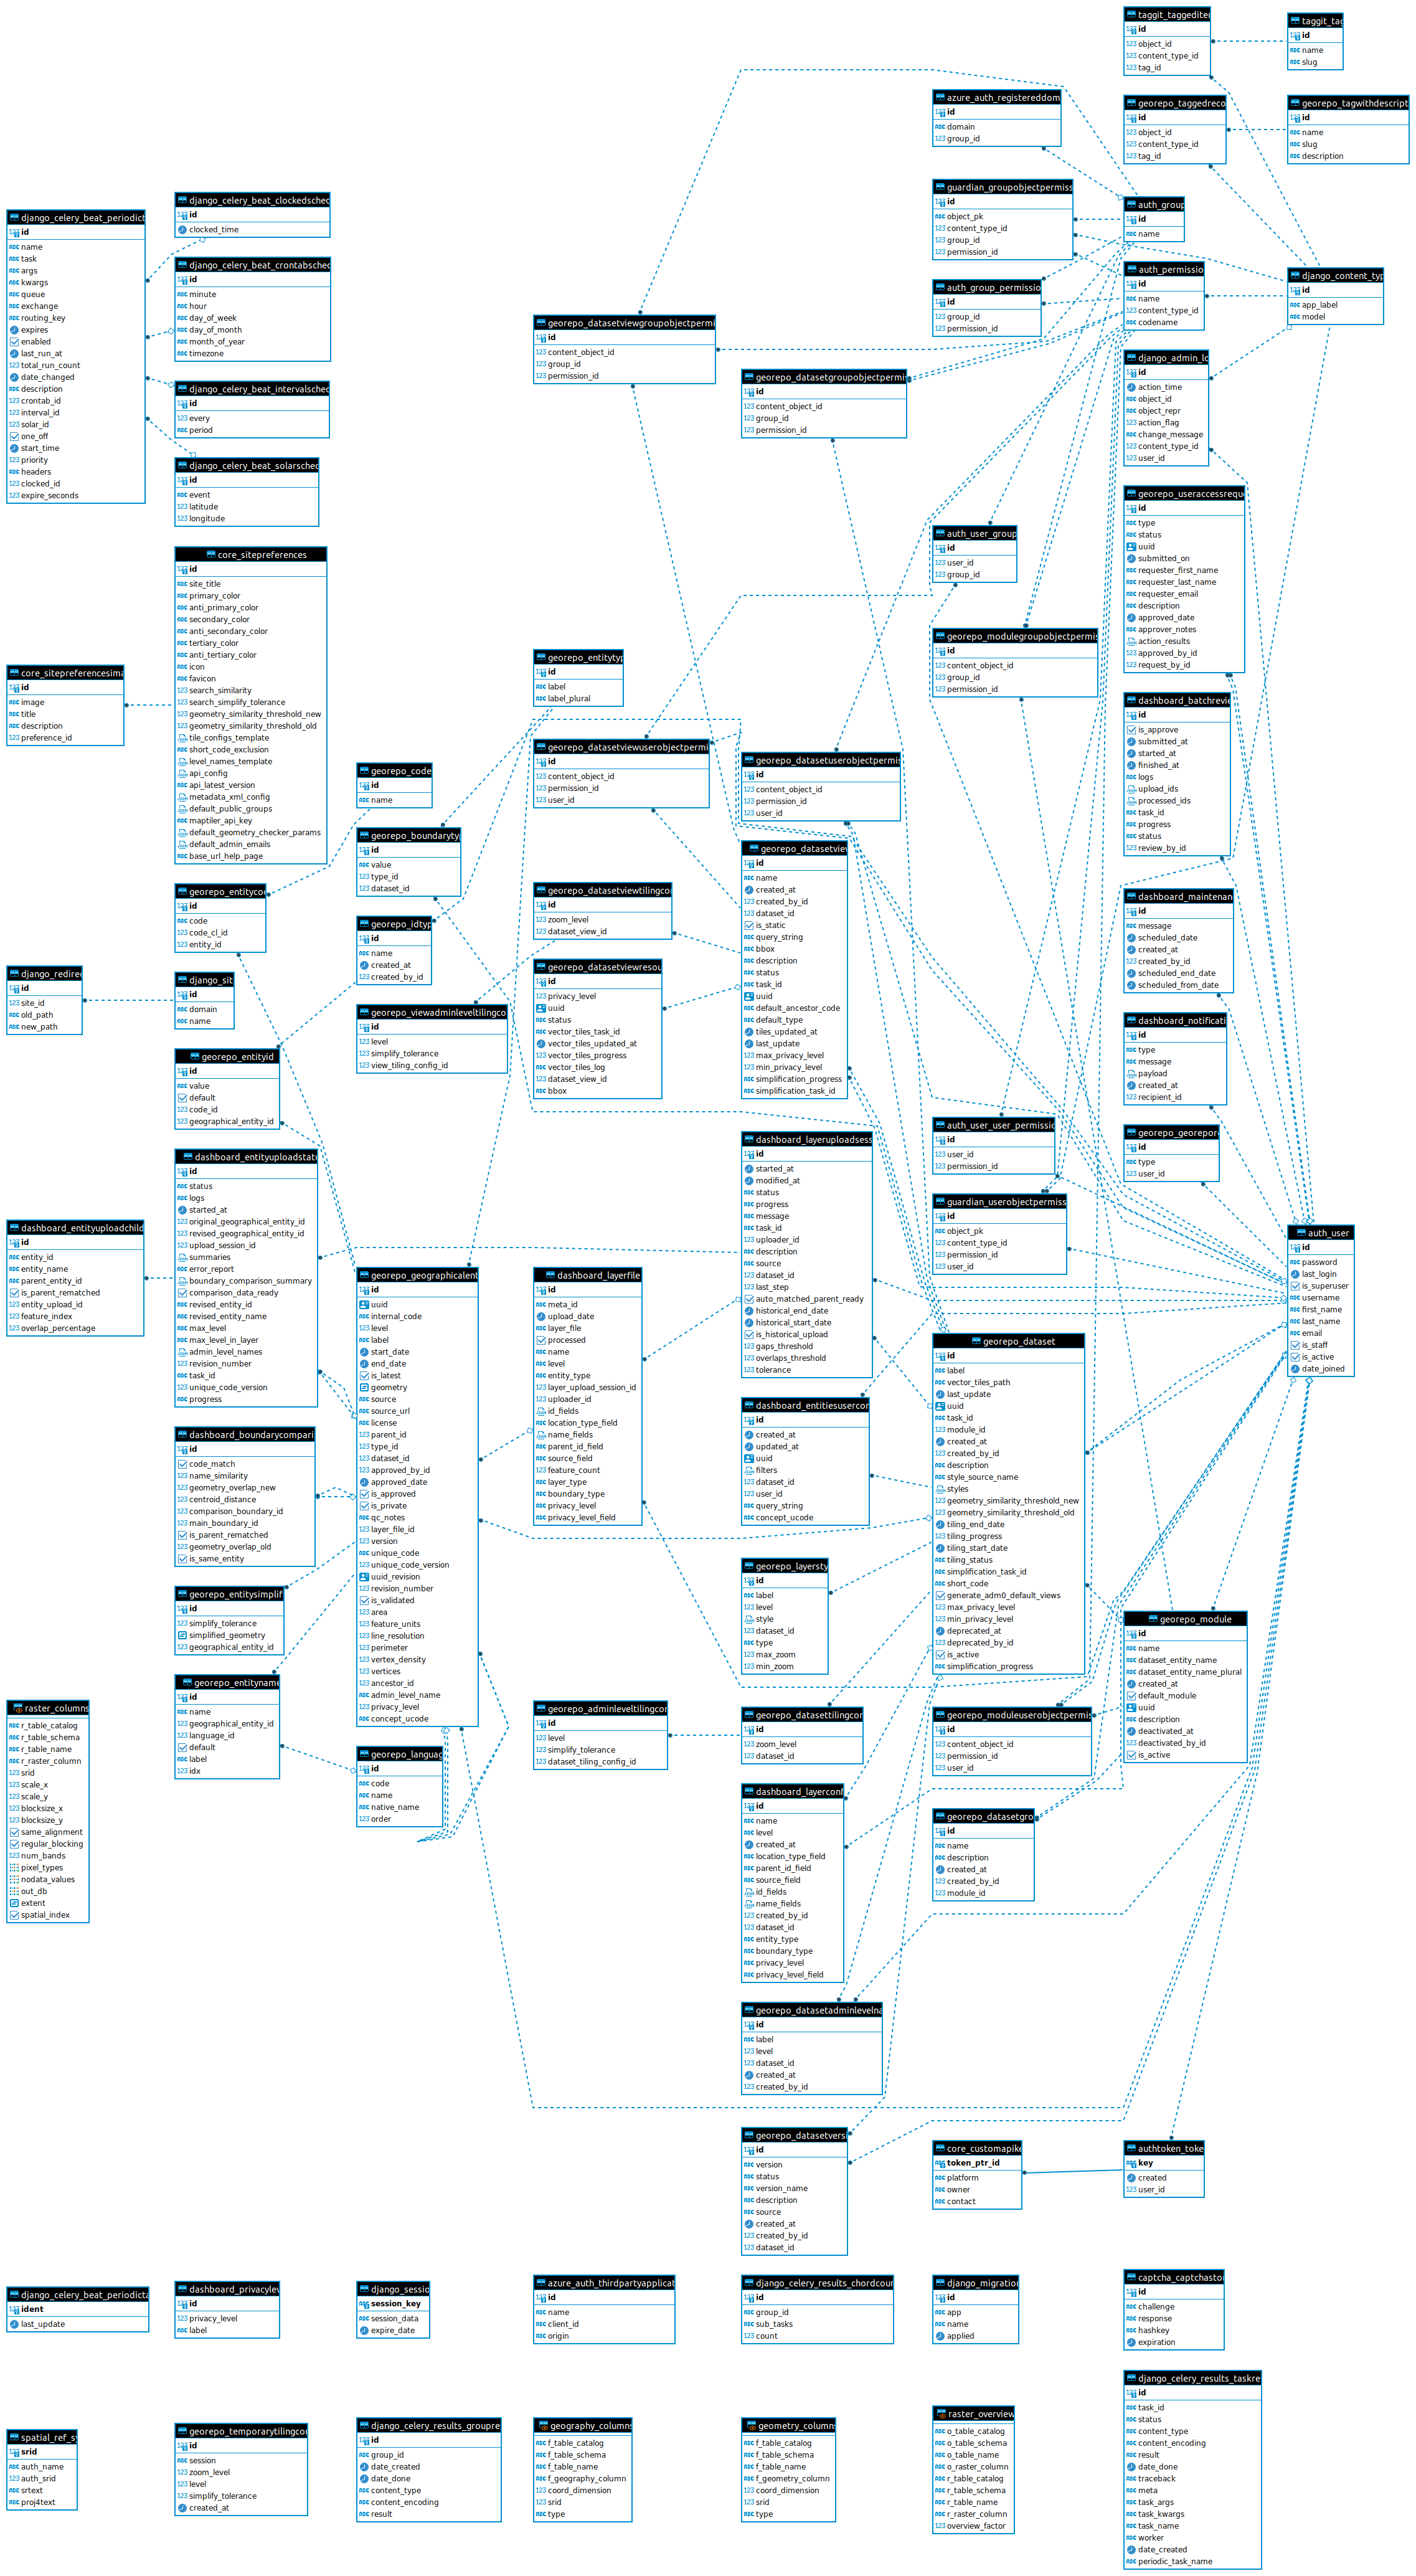 taggit_taggediter
id
object_id
content_type_id
tag_id
taggit_tag
id
name
slug
azure_auth_registereddom
id
domain
group_id
georepo_taggedreco
id
object_id
content_type_id
tag_id
georepo_tagwithdescript
id
name
slug
description
guardian_groupobjectpermiss
id
object_pk
content_type_id
group_id
permission_id
auth_group
id
name
django_celery_beat_periodict
id
name
task
args
kwargs
queue
exchange
routing_key
expires
enabled
last_run_at
total_run_count
date_changed
description
crontab_id
interval_id
solar_id
one_off
start_time
priority
headers
clocked_id
expire_seconds
django_celery_beat_clockedsched
id
clocked_time
django_celery_beat_crontabsched
id
minute
hour
day_of_week
day_of_month
month_of_year
timezone
django_celery_beat_intervalsched
id
every
period
django_celery_beat_solarsched
id
event
latitude
longitude
auth_group_permissio
id
group_id
permission_id
auth_permissio
id
name
content_type_id
codename
django_content_typ
id
app_label
model
georepo_datasetviewgroupobjectpermi
id
content_object_id
group_id
permission_id
georepo_datasetgroupobjectpermis
id
content_object_id
group_id
permission_id
django_admin_lo
id
action_time
object_id
object_repr
action_flag
change_message
content_type_id
user_id
georepo_useraccessreque
id
type
status
uuid
submitted_on
requester_first_name
requester_last_name
requester_email
description
approved_date
approver_notes
action_results
approved_by_id
request_by_id
auth_user_group
id
user_id
group_id
georepo_modulegroupobjectpermis
id
content_object_id
group_id
permission_id
core_sitepreferences
id
site_title
primary_color
anti_primary_color
secondary_color
anti_secondary_color
tertiary_color
anti_tertiary_color
icon
favicon
search_similarity
search_simplify_tolerance
geometry_similarity_threshold_new
geometry_similarity_threshold_old
tile_configs_template
short_code_exclusion
level_names_template
api_config
api_latest_version
metadata_xml_config
default_public_groups
maptiler_api_key
default_geometry_checker_params
default_admin_emails
base_url_help_page
core_sitepreferencesima
id
image
title
description
preference_id
georepo_entitytyp
id
label
label_plural
dashboard_batchrevie
id
is_approve
submitted_at
started_at
finished_at
logs
upload_ids
processed_ids
task_id
progress
status
review_by_id
georepo_datasetviewuserobjectpermi
id
content_object_id
permission_id
user_id
georepo_datasetuserobjectpermis
id
content_object_id
permission_id
user_id
georepo_code
id
name
georepo_boundaryty
id
value
type_id
dataset_id
georepo_datasetview
id
name
created_at
created_by_id
dataset_id
is_static
query_string
bbox
description
status
task_id
uuid
default_ancestor_code
default_type
tiles_updated_at
last_update
max_privacy_level
min_privacy_level
simplification_progress
simplification_task_id
georepo_entityco
id
code
code_cl_id
entity_id
georepo_datasetviewtilingcon
id
zoom_level
dataset_view_id
georepo_idtyp
id
name
created_at
created_by_id
dashboard_maintenan
id
message
scheduled_date
created_at
created_by_id
scheduled_end_date
scheduled_from_date
django_redirec
id
site_id
old_path
new_path
django_sit
id
domain
name
georepo_datasetviewresou
id
privacy_level
uuid
status
vector_tiles_task_id
vector_tiles_updated_at
vector_tiles_progress
vector_tiles_log
dataset_view_id
bbox
georepo_viewadminleveltilingco
id
level
simplify_tolerance
view_tiling_config_id
dashboard_notificati
id
type
message
payload
created_at
recipient_id
georepo_entityid
id
value
default
code_id
geographical_entity_id
auth_user_user_permissio
id
user_id
permission_id
georepo_georepor
id
type
user_id
dashboard_layeruploadsess
id
started_at
modified_at
status
progress
message
task_id
uploader_id
description
source
dataset_id
last_step
auto_matched_parent_ready
historical_end_date
historical_start_date
is_historical_upload
gaps_threshold
overlaps_threshold
tolerance
dashboard_entityuploadstatu
id
status
logs
started_at
original_geographical_entity_id
revised_geographical_entity_id
upload_session_id
summaries
error_report
boundary_comparison_summary
comparison_data_ready
revised_entity_id
revised_entity_name
max_level
max_level_in_layer
admin_level_names
revision_number
task_id
unique_code_version
progress
guardian_userobjectpermiss
id
object_pk
content_type_id
permission_id
user_id
dashboard_entityuploadchild
id
entity_id
entity_name
parent_entity_id
is_parent_rematched
entity_upload_id
feature_index
overlap_percentage
auth_user
id
password
last_login
is_superuser
username
first_name
last_name
email
is_staff
is_active
date_joined
georepo_geographicalent
id
uuid
internal_code
level
label
start_date
end_date
is_latest
geometry
source
source_url
license
parent_id
type_id
dataset_id
approved_by_id
approved_date
is_approved
is_private
qc_notes
layer_file_id
version
unique_code
unique_code_version
uuid_revision
revision_number
is_validated
area
feature_units
line_resolution
perimeter
vertex_density
vertices
ancestor_id
admin_level_name
privacy_level
concept_ucode
dashboard_layerfile
id
meta_id
upload_date
layer_file
processed
name
level
entity_type
layer_upload_session_id
uploader_id
id_fields
location_type_field
name_fields
parent_id_field
source_field
feature_count
layer_type
boundary_type
privacy_level
privacy_level_field
georepo_dataset
id
label
vector_tiles_path
last_update
uuid
task_id
module_id
created_at
created_by_id
description
style_source_name
styles
geometry_similarity_threshold_new
geometry_similarity_threshold_old
tiling_end_date
tiling_progress
tiling_start_date
tiling_status
simplification_task_id
short_code
generate_adm0_default_views
max_privacy_level
min_privacy_level
deprecated_at
deprecated_by_id
is_active
simplification_progress
dashboard_entitiesusercon
id
created_at
updated_at
uuid
filters
dataset_id
user_id
query_string
concept_ucode
dashboard_boundarycompari
id
code_match
name_similarity
geometry_overlap_new
centroid_distance
comparison_boundary_id
main_boundary_id
is_parent_rematched
geometry_overlap_old
is_same_entity
georepo_layersty
id
label
level
style
dataset_id
type
max_zoom
min_zoom
georepo_entitysimplif
id
simplify_tolerance
simplified_geometry
geographical_entity_id
georepo_module
id
name
dataset_entity_name
dataset_entity_name_plural
created_at
default_module
uuid
description
deactivated_at
deactivated_by_id
is_active
georepo_entityname
id
name
geographical_entity_id
language_id
default
label
idx
raster_columns
r_table_catalog
r_table_schema
r_table_name
r_raster_column
srid
scale_x
scale_y
blocksize_x
blocksize_y
same_alignment
regular_blocking
num_bands
pixel_types
nodata_values
out_db
extent
spatial_index
georepo_adminleveltilingcon
id
level
simplify_tolerance
dataset_tiling_config_id
georepo_datasettilingcon
id
zoom_level
dataset_id
georepo_moduleuserobjectpermis
id
content_object_id
permission_id
user_id
georepo_languag
id
code
name
native_name
order
dashboard_layerconf
id
name
level
created_at
location_type_field
parent_id_field
source_field
id_fields
name_fields
created_by_id
dataset_id
entity_type
boundary_type
privacy_level
privacy_level_field
georepo_datasetgro
id
name
description
created_at
created_by_id
module_id
georepo_datasetadminlevelna
id
label
level
dataset_id
created_at
created_by_id
georepo_datasetvers
id
version
status
version_name
description
source
created_at
created_by_id
dataset_id
core_customapike
token_ptr_id
platform
owner
contact
authtoken_toke
key
created
user_id
django_celery_beat_periodicta
ident
last_update
dashboard_privacylev
id
privacy_level
label
django_sessio
session_key
session_data
expire_date
azure_auth_thirdpartyapplicat
id
name
client_id
origin
django_celery_results_chordcoun
id
group_id
sub_tasks
count
django_migration
id
app
name
applied
captcha_captchastor
id
challenge
response
hashkey
expiration
spatial_ref_sy
srid
auth_name
auth_srid
srtext
proj4text
georepo_temporarytilingcon
id
session
zoom_level
level
simplify_tolerance
created_at
django_celery_results_groupre
id
group_id
date_created
date_done
content_type
content_encoding
result
geography_columns
f_table_catalog
f_table_schema
f_table_name
f_geography_column
coord_dimension
srid
type
geometry_columns
f_table_catalog
f_table_schema
f_table_name
f_geometry_column
coord_dimension
srid
type
raster_overview
o_table_catalog
o_table_schema
o_table_name
o_raster_column
r_table_catalog
r_table_schema
r_table_name
r_raster_column
overview_factor
django_celery_results_taskre
id
task_id
status
content_type
content_encoding
result
date_done
traceback
meta
task_args
task_kwargs
task_name
worker
date_created
periodic_task_name